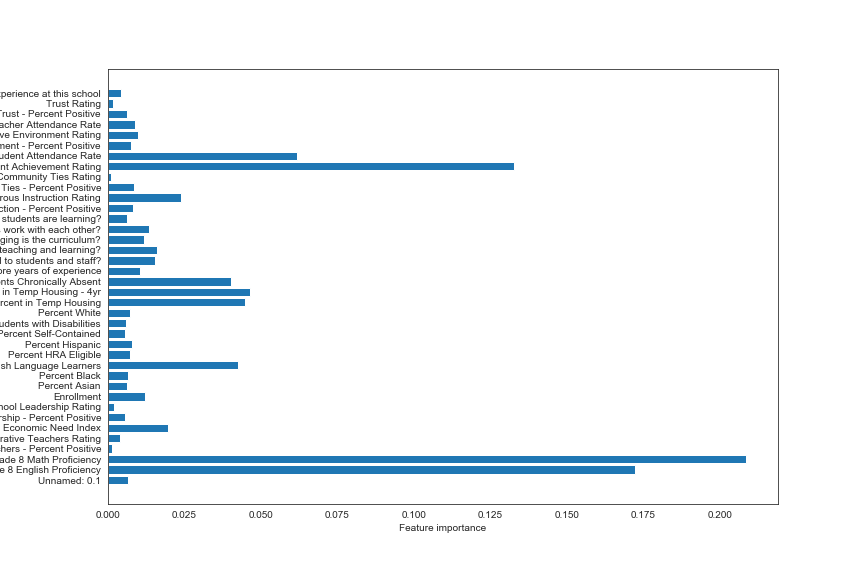 xperience at this school
Trust Rating
Trust - Percent Positive
acher Attendance Rate
ve Environment Rating
ment - Percent Positive
udent Attendance Rate
nt Achievement Rating
Community Ties Rating
Ties - Percent Positive
rous Instruction Rating
ction - Percent Positive
students are learning?
work with each other?
ging is the curriculum?
teaching and learning?
l to students and staff?
ore years of experience
nts Chronically Absent
in Temp Housing - 4yr
rcent in Temp Housing
Percent White
udents with Disabilities
Percent Self-Contained
Percent Hispanic
Percent HRA Eligible
sh Language Learners
Percent Black
Percent Asian
Enrollment
hool Leadership Rating
rship - Percent Positive
Economic Need Index
rative Teachers Rating
hers - Percent Positive
ade 8 Math Proficiency
e 8 English Proficiency
Unnamed: 0.1
0.000 0.025 0.050 0.075 0.100 0.125 0.150 0.175 0.200
Feature importance